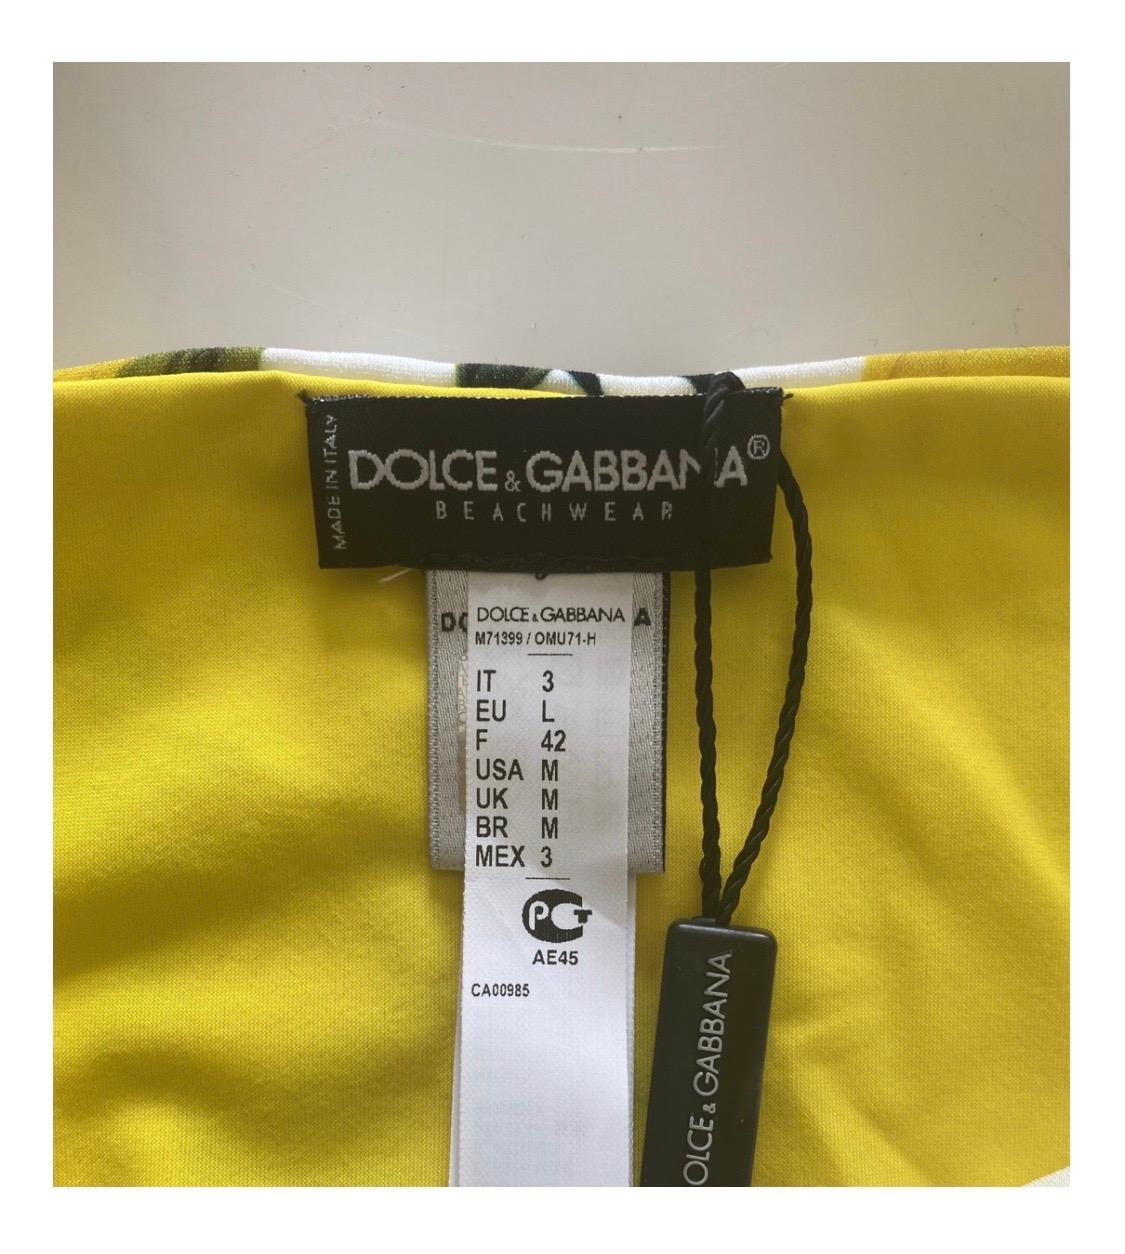 MADE IN ITALY
DOLCE & GABBANA®
BEACHWEAR
DOLCE & GABBANA
M71399 / OMU71-H
IT 3
EU L
F 42
USA M
UK M
BR M
MEX 3
PCT
AE45
CA00985
OLCE & GABBANA